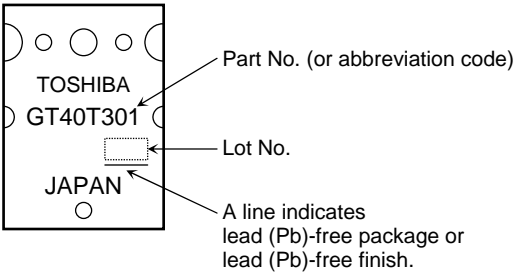 Part No. (or abbreviation code)
TOSHIBA
GT40T301
Lot No.
JAPAN
A line indicates
lead (Pb)-free package or
lead (Pb)-free finish.